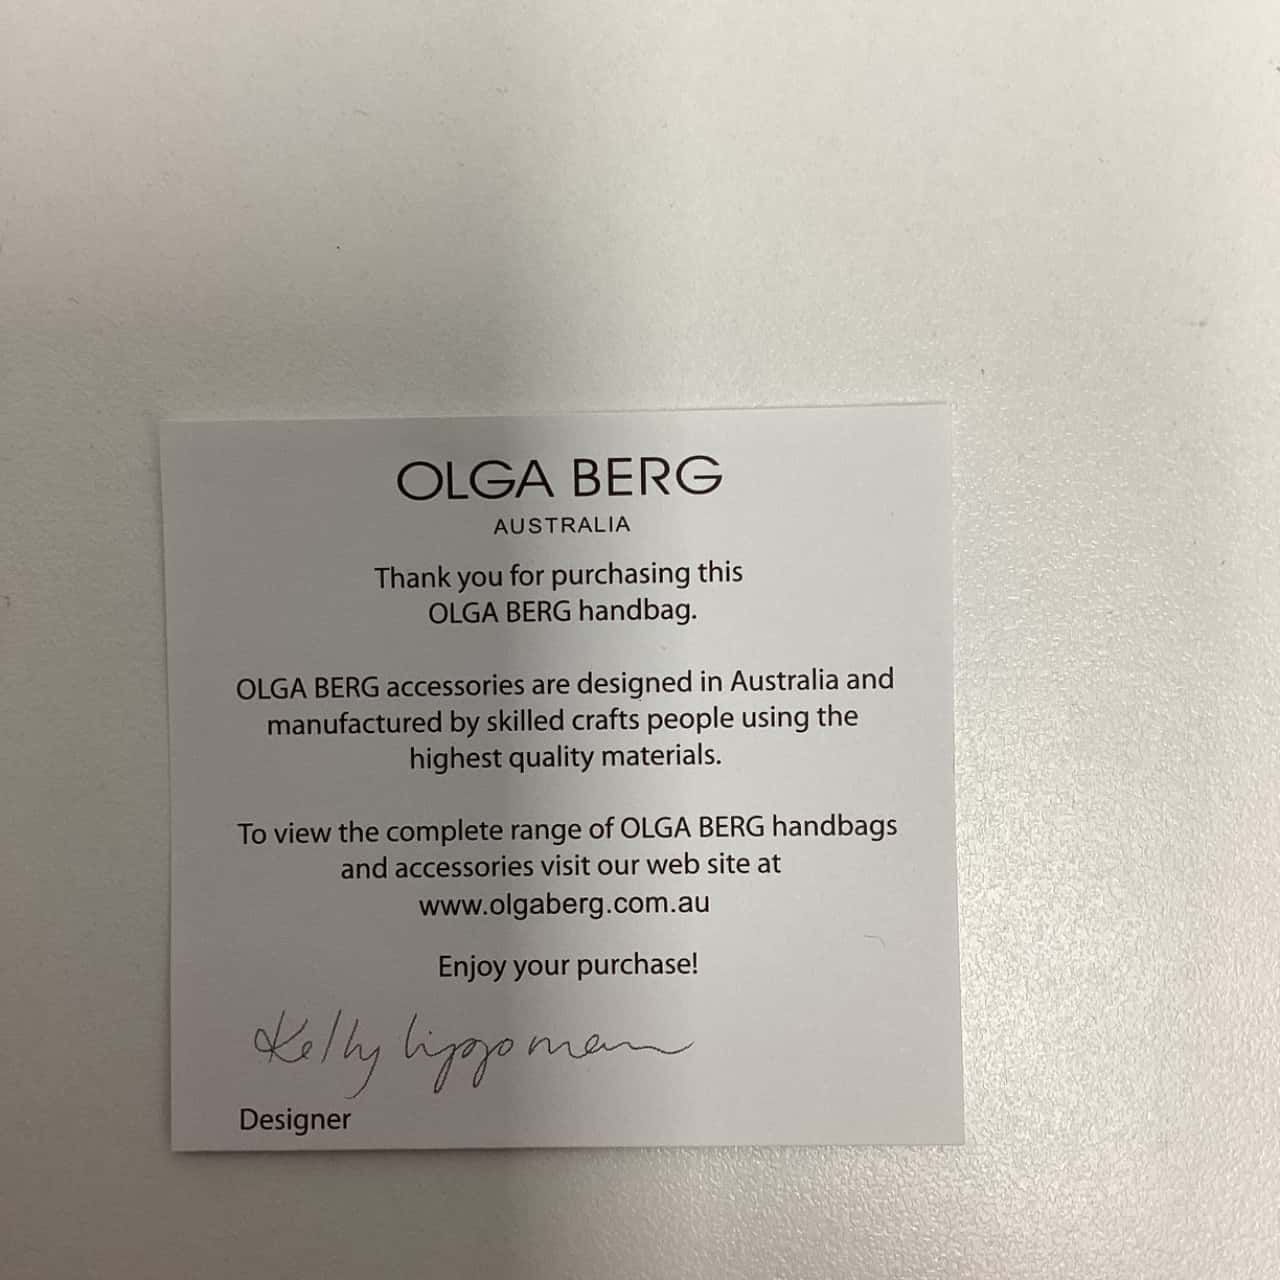 OLGA BERG
AUSTRALIA
Thank you for purchasing this
OLGA BERG handbag.
OLGA BERG accessories are designed in Australia and
manufactured by skilled crafts people using the
highest quality materials.
To view the complete range of OLGA BERG handbags
and accessories visit our web site at
www.olgaberg.com.au
Enjoy your purchase!
Kelly
Designer